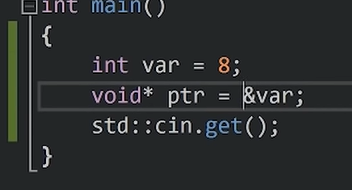 int main()
{
int var = 8;
void* ptr = &var;
std::cin.get();
}